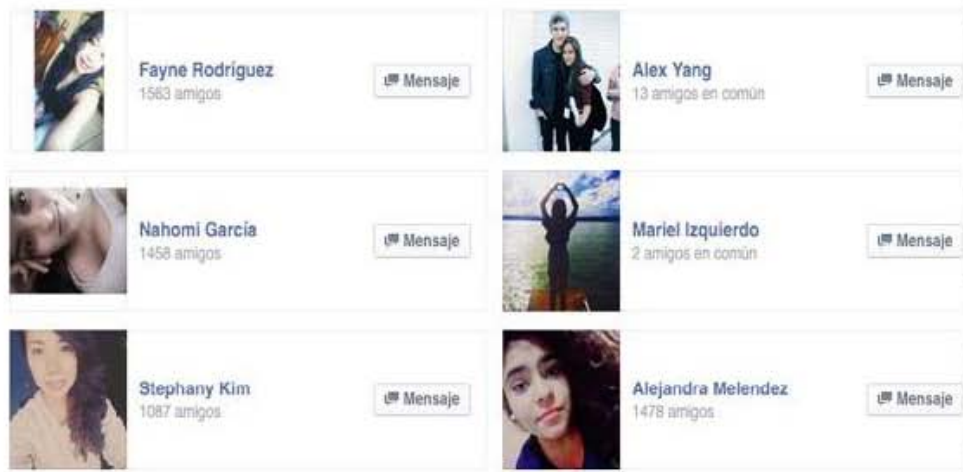 Fayne Rodríguez
1563 amigos
Mensaje
Alex Yang
13 amigos en común
Mensaje
Nahomi García
1458 amigos
Mensaje
Mariel Izquierdo
2 amigos en común
Mensaje
Stephany Kim
1087 amigos
Mensaje
Alejandra Melendez
1478 amigos
Mensaje